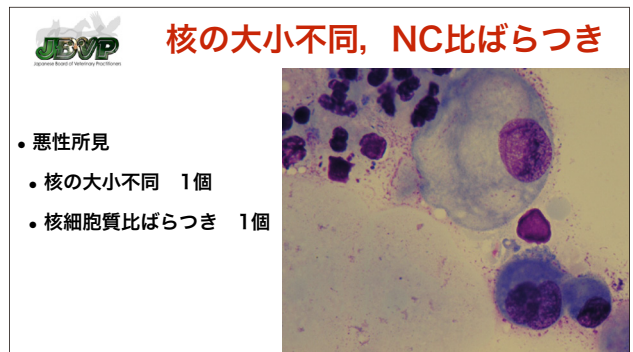 JBVP
Japanese Board of Veterinary Practitioners
核の大小不同，NC比ばらつき
• 悪性所見
• 核の大小不同　1個
• 核細胞質比ばらつき　1個